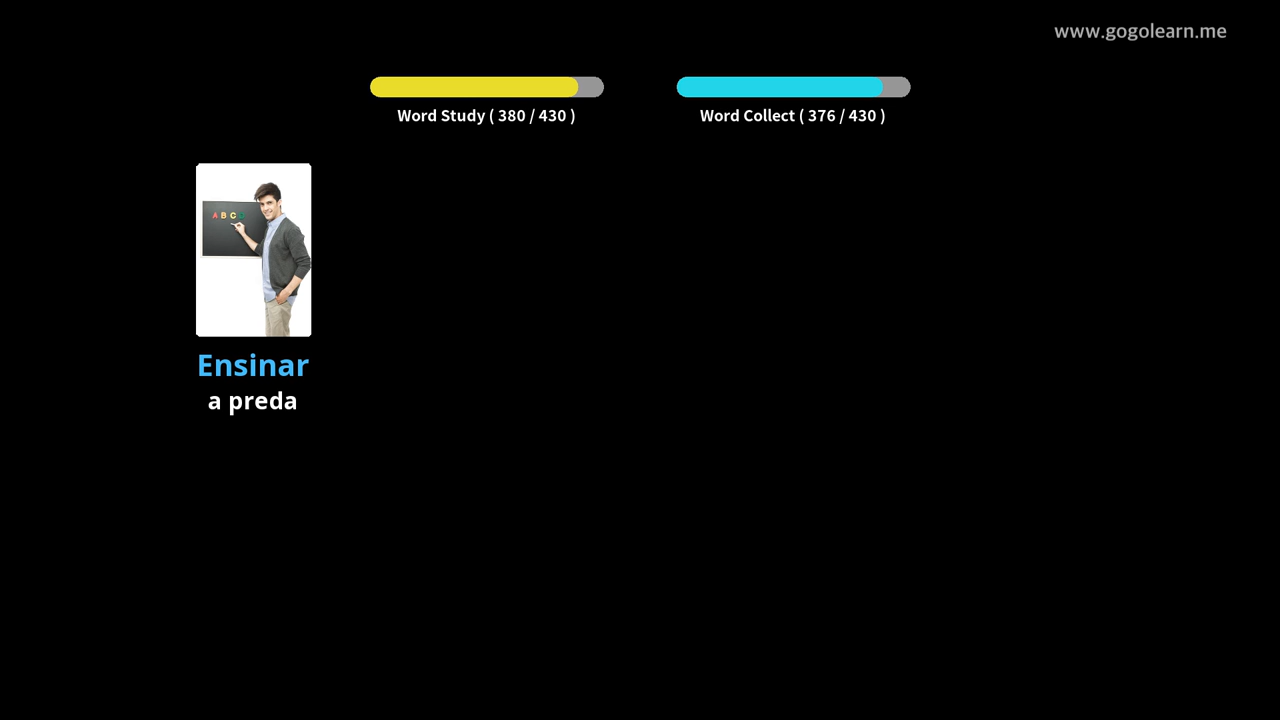 www.gogolearn.me
Word Study ( 380 / 430 )
Word Collect ( 376 / 430 )
A B C D
Ensinar
a preda